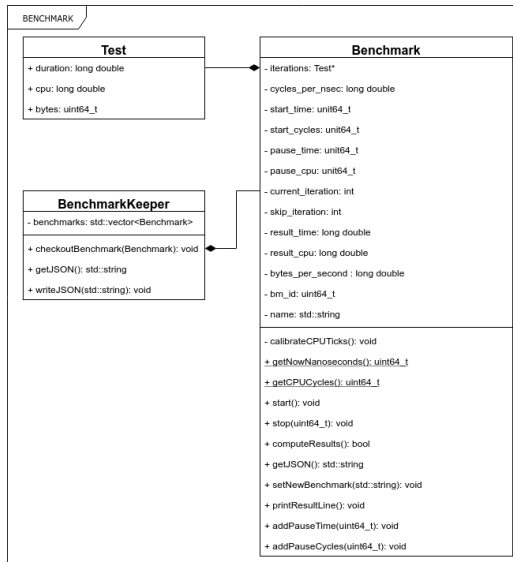 BENCHMARK
Test
+ duration: long double
+ cpu: long double
+ bytes: uint64_t
BenchmarkKeeper
- benchmarks: std::vector<Benchmark>
+ checkoutBenchmark(Benchmark): void
+ getJSON(): std::string
+ writeJSON(std::string): void
Benchmark
- iterations: Test*
- cycles_per_nsec: long double
- start_time: unit64_t
- start_cycles: unit64_t
- pause_time: unit64_t
- pause_cpu: unit64_t
- current_iteration: int
- skip_iteration: int
- result_time: long double
- result_cpu: long double
- bytes_per_second : long double
- bm_id: uint64_t
- name: std::string
- calibrateCPUTicks(): void
+ getNowNanoseconds(): uint64_t
+ getCPUCycles(): uint64_t
+ start(): void
+ stop(uint64_t): void
+ computeResults(): bool
+ getJSON(): std::string
+ setNewBenchmark(std::string): void
+ printResultLine(): void
+ addPauseTime(uint64_t): void
+ addPauseCycles(uint64_t): void